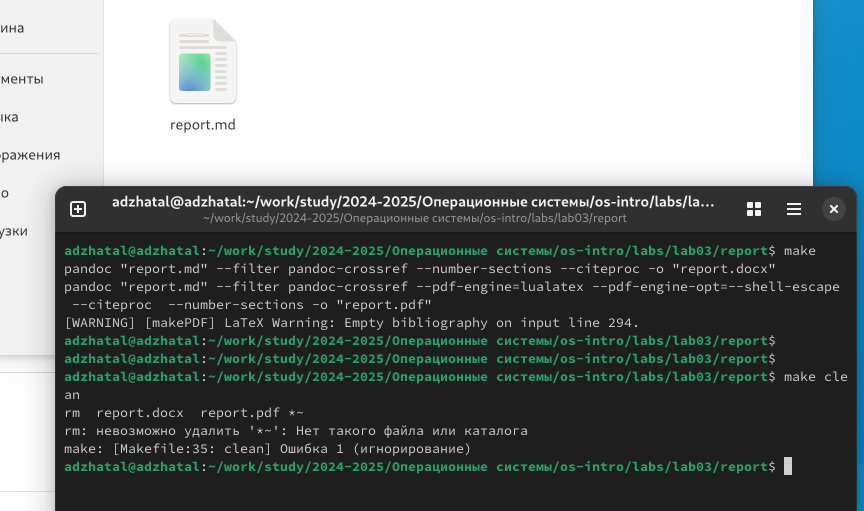 ина
report.md
менты
ыка
ражения
о
узки
adzhatal@adzhatal:~/work/study/2024-2025/Операционные системы/os-intro/labs/la...
~/work/study/2024-2025/Операционные системы/os-intro/labs/lab03/report
adzhatal@adzhatal:~/work/study/2024-2025/Операционные системы/os-intro/labs/lab03/report$ make
pandoc "report.md" --filter pandoc-crossref --number-sections --citeproc -o "report.docx"
pandoc "report.md" --filter pandoc-crossref --pdf-engine=lualatex --pdf-engine-opt=--shell-escape
--citeproc  --number-sections -o "report.pdf"
[WARNING] [makePDF] LaTeX Warning: Empty bibliography on input line 294.
adzhatal@adzhatal:~/work/study/2024-2025/Операционные системы/os-intro/labs/lab03/report$
adzhatal@adzhatal:~/work/study/2024-2025/Операционные системы/os-intro/labs/lab03/report$
adzhatal@adzhatal:~/work/study/2024-2025/Операционные системы/os-intro/labs/lab03/report$ make cle
an
rm  report.docx  report.pdf *~
rm: невозможно удалить '*~': Нет такого файла или каталога
make: [Makefile:35: clean] Ошибка 1 (игнорирование)
adzhatal@adzhatal:~/work/study/2024-2025/Операционные системы/os-intro/labs/lab03/report$